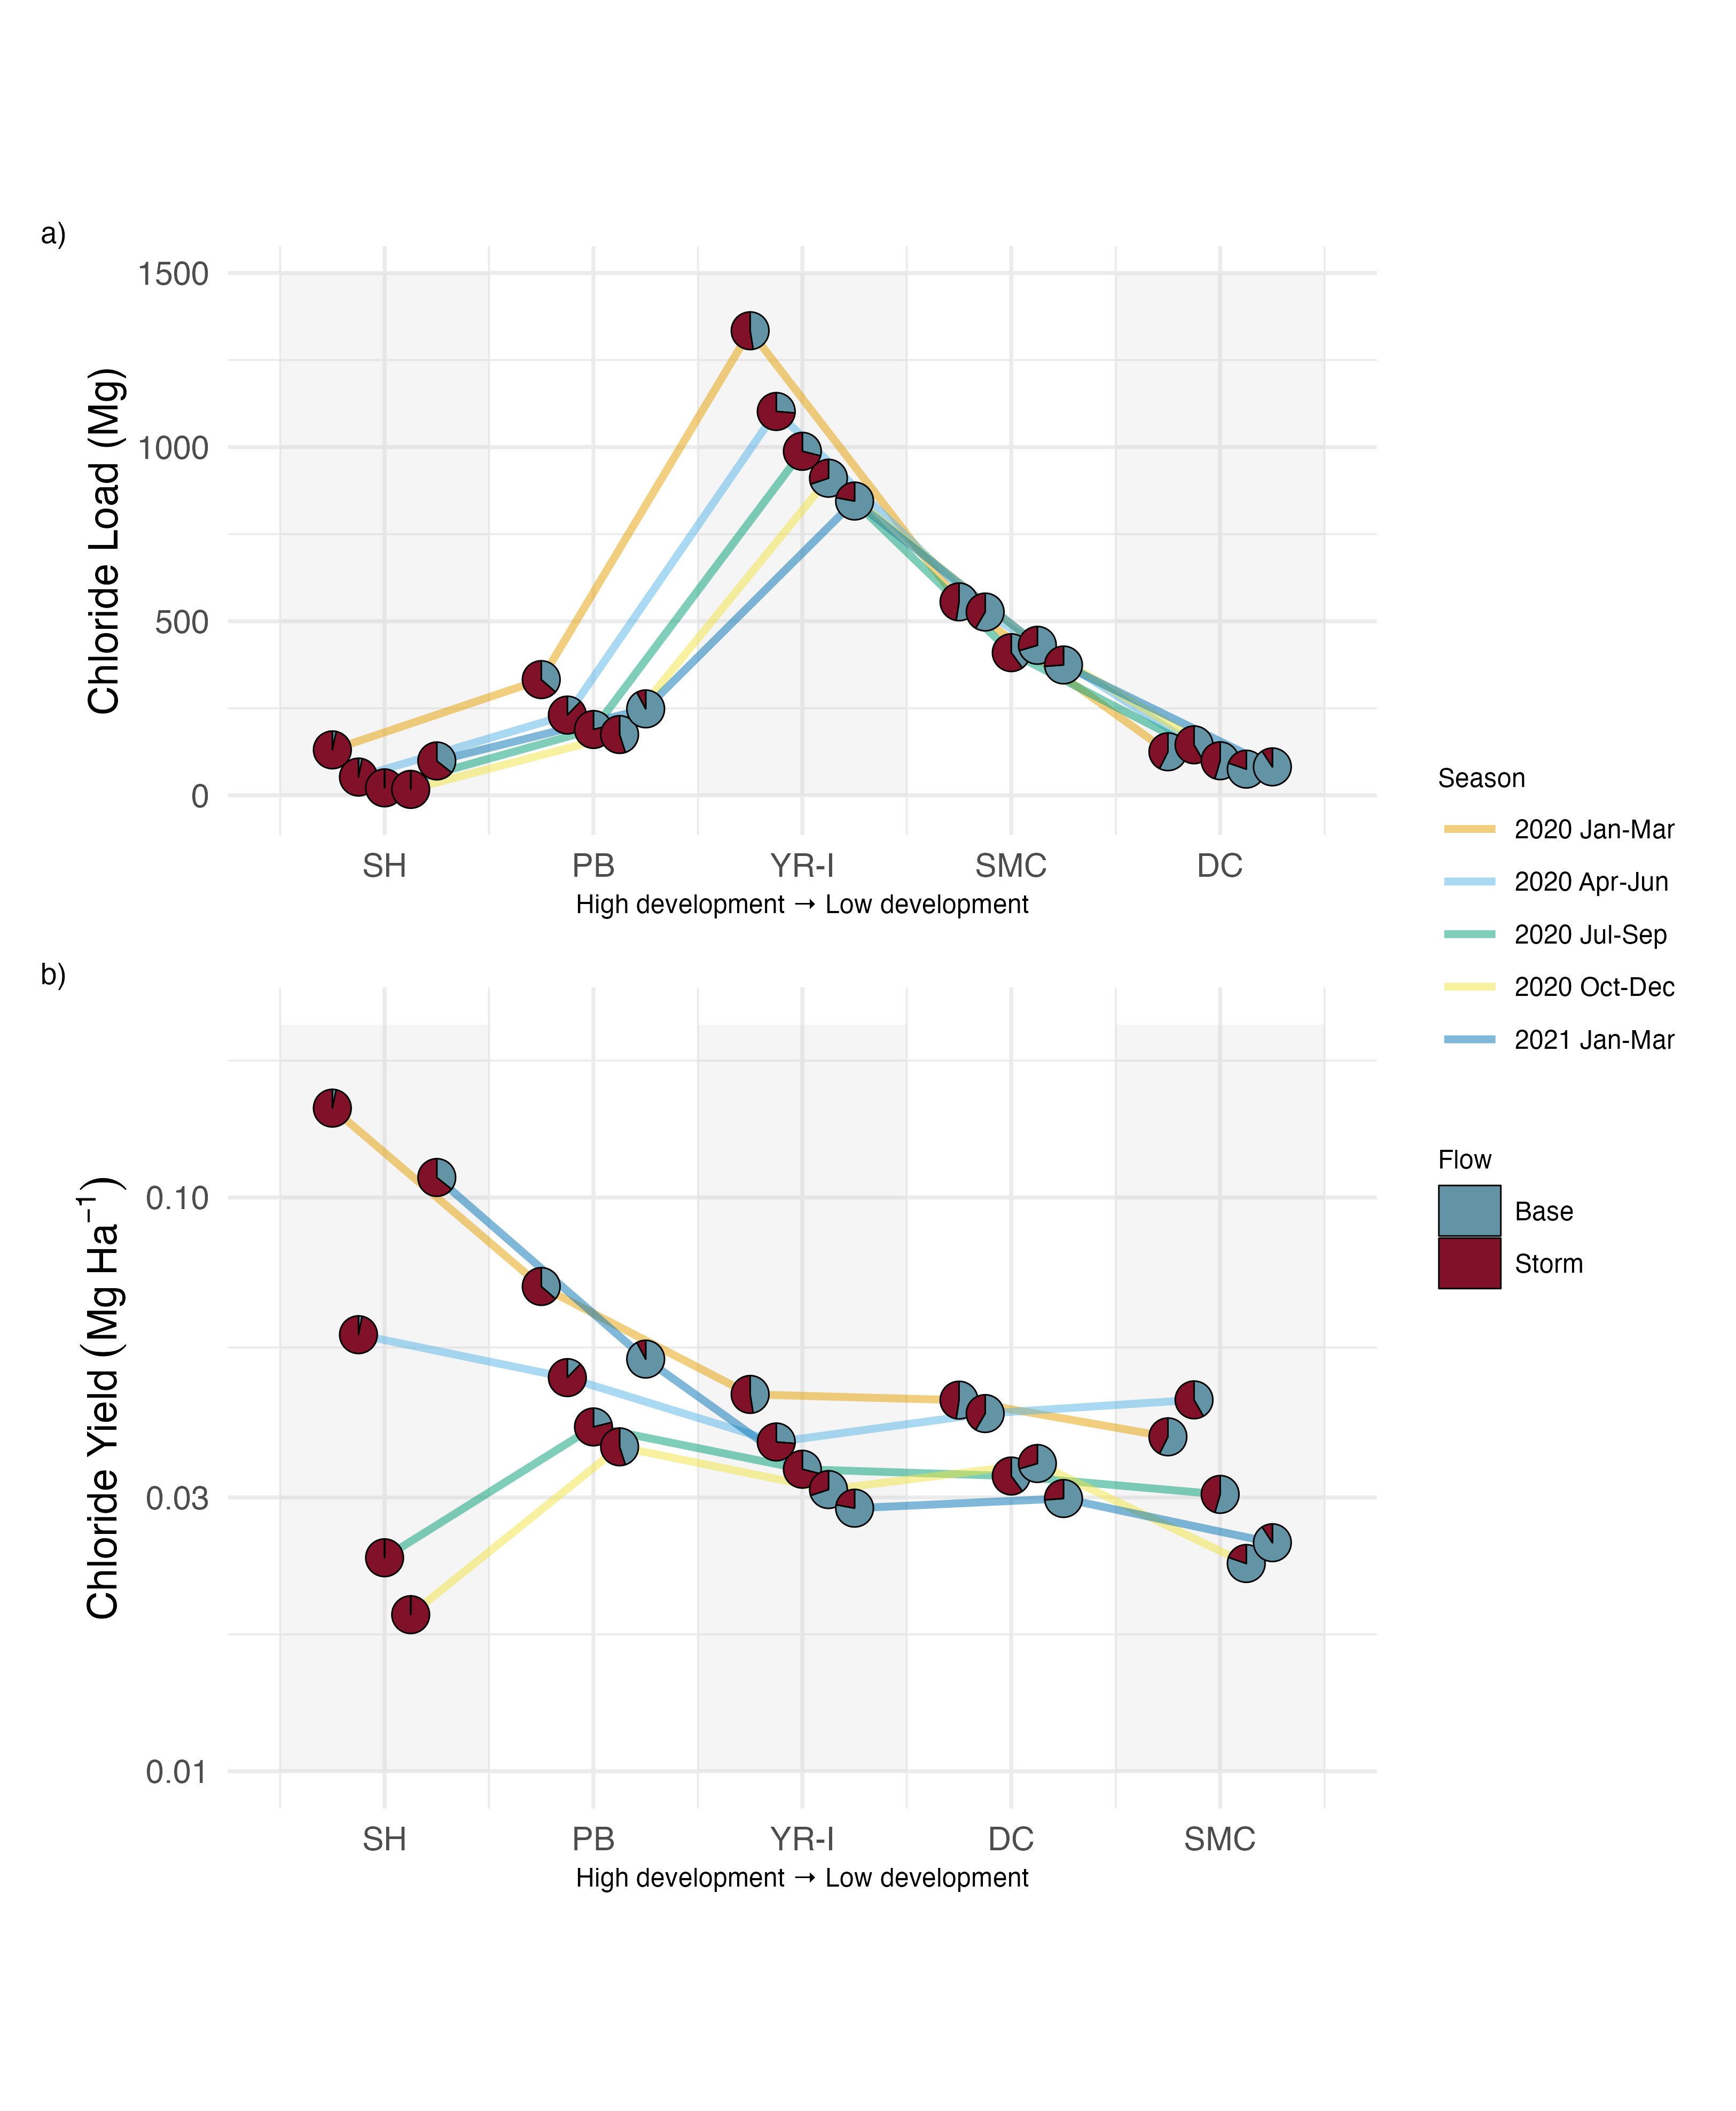 a)
Chloride Load (Mg)
1500
1000
500
0
SH PB YR-I SMC DC
High development → Low development
b)
Chloride Yield (Mg Ha⁻¹)
0.10
0.03
0.01
SH PB YR-I DC SMC
High development → Low development
Season
2020 Jan-Mar
2020 Apr-Jun
2020 Jul-Sep
2020 Oct-Dec
2021 Jan-Mar
Flow
Base
Storm